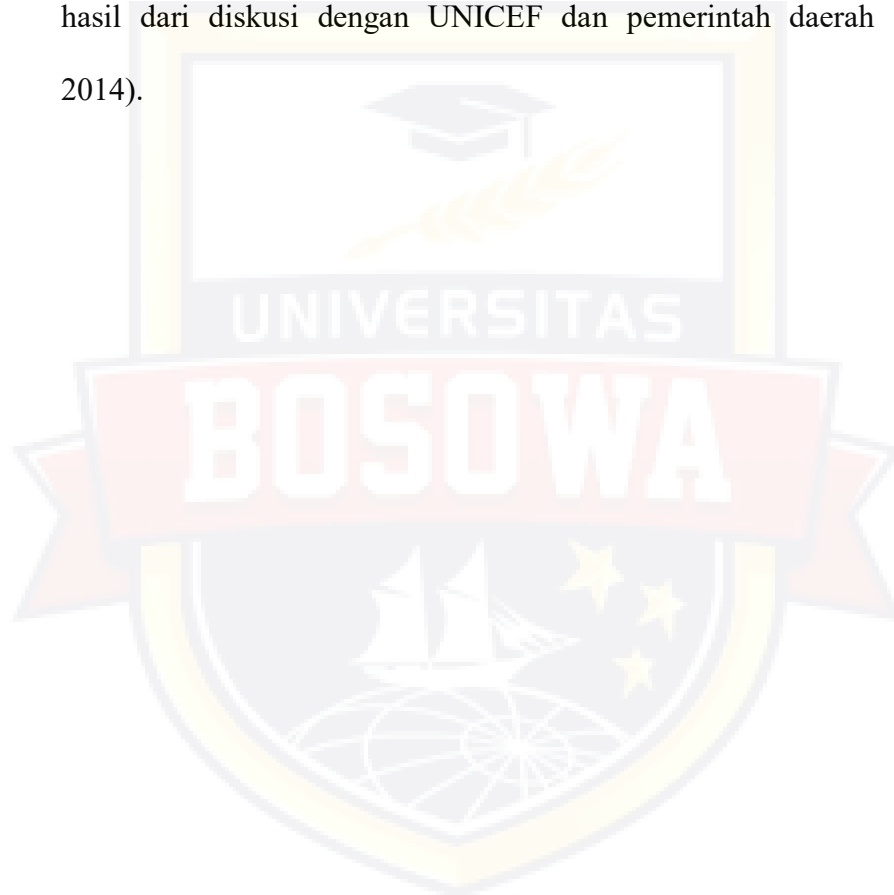 hasil dari diskusi dengan UNICEF dan pemerintah daerah
2014).
UNIVERSITAS
BOSOWA